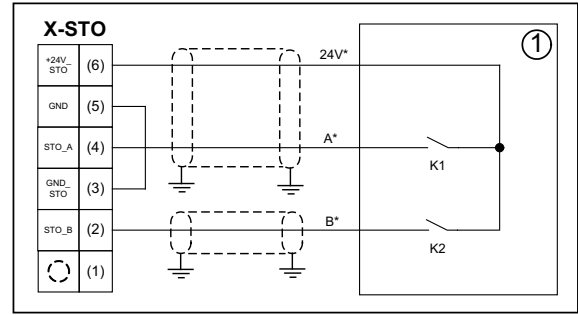 X-STO
1
+24V_
STO
(6)
24V*
GND
(5)
STO_A
(4)
A*
K1
GND_
STO
(3)
STO_B
(2)
B*
K2
(1)